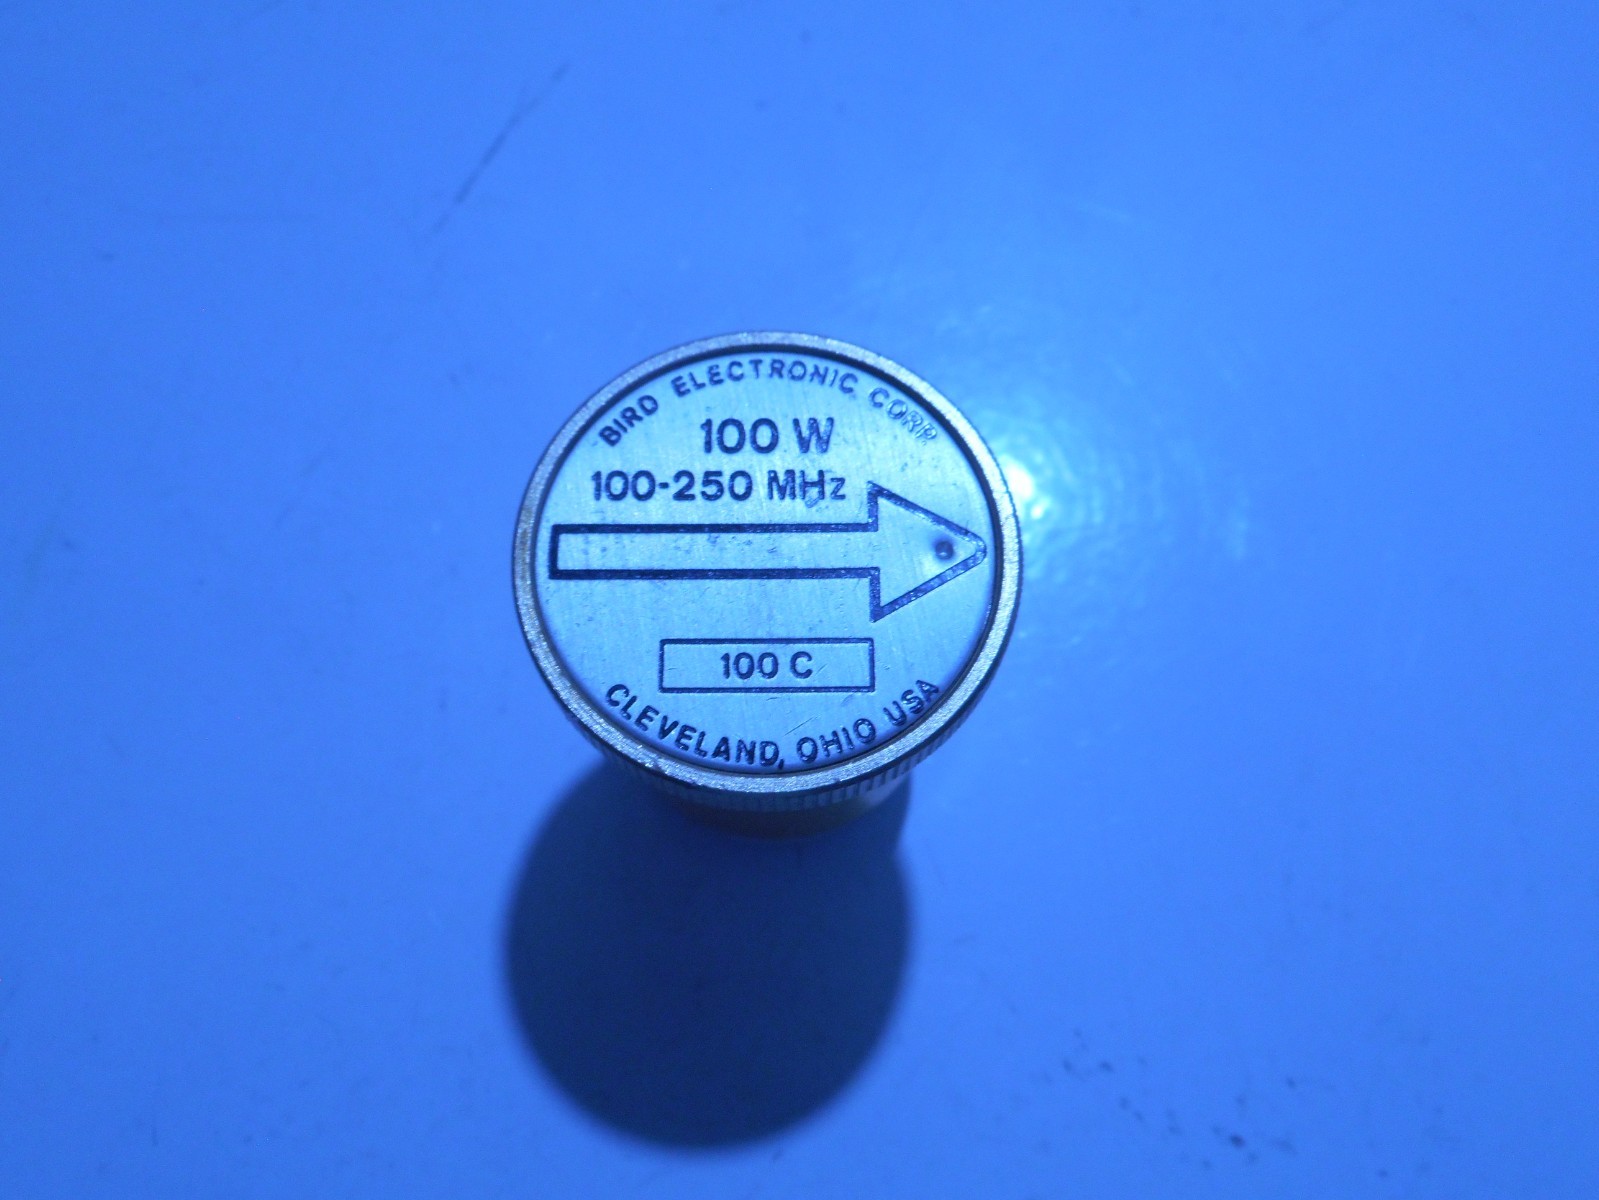 BIRD ELECTRONIC CORP.
100 W
100-250 MHz
100 C
CLEVELAND, OHIO USA